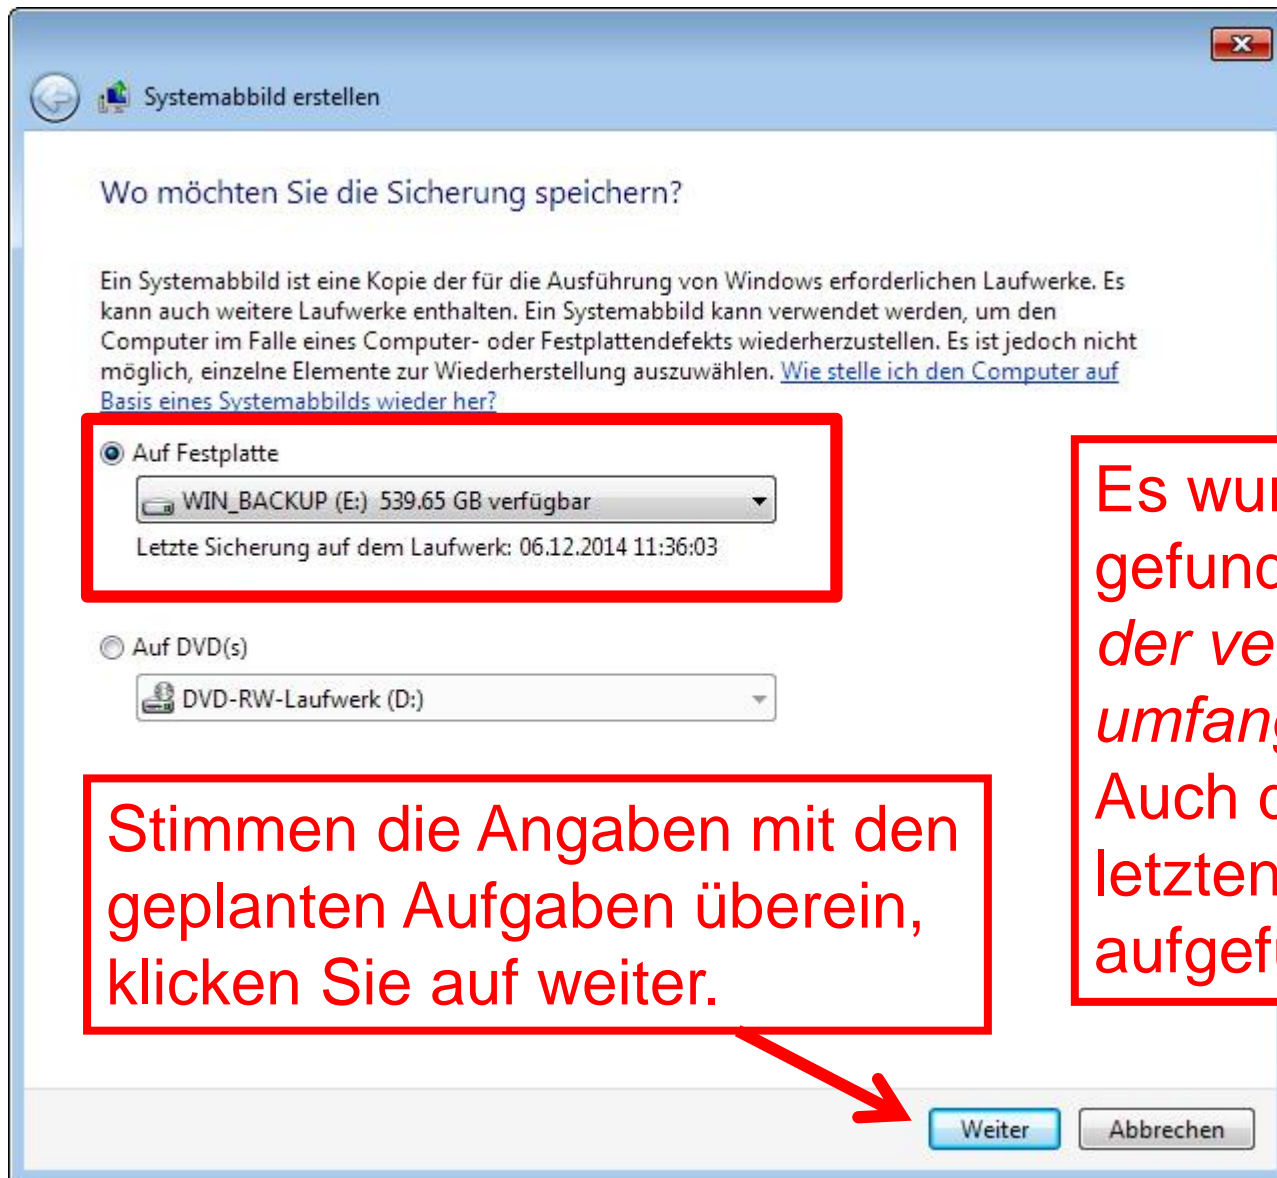 Systemabbild erstellen
Wo möchten Sie die Sicherung speichern?
Ein Systemabbild ist eine Kopie der für die Ausführung von Windows erforderlichen Laufwerke. Es
kann auch weitere Laufwerke enthalten. Ein Systemabbild kann verwendet werden, um den
Computer im Falle eines Computer- oder Festplattendefekts wiederherzustellen. Es ist jedoch nicht
möglich, einzelne Elemente zur Wiederherstellung auszuwählen. Wie stelle ich den Computer auf
Basis eines Systemabbilds wieder her?
Auf Festplatte
WIN_BACKUP (E:) 539.65 GB verfügbar
Letzte Sicherung auf dem Laufwerk: 06.12.2014 11:36:03
Auf DVD(s)
DVD-RW-Laufwerk (D:)
Stimmen die Angaben mit den
geplanten Aufgaben überein,
klicken Sie auf weiter.
Es
der
Auch
letzten
Weiter
Abbrechen